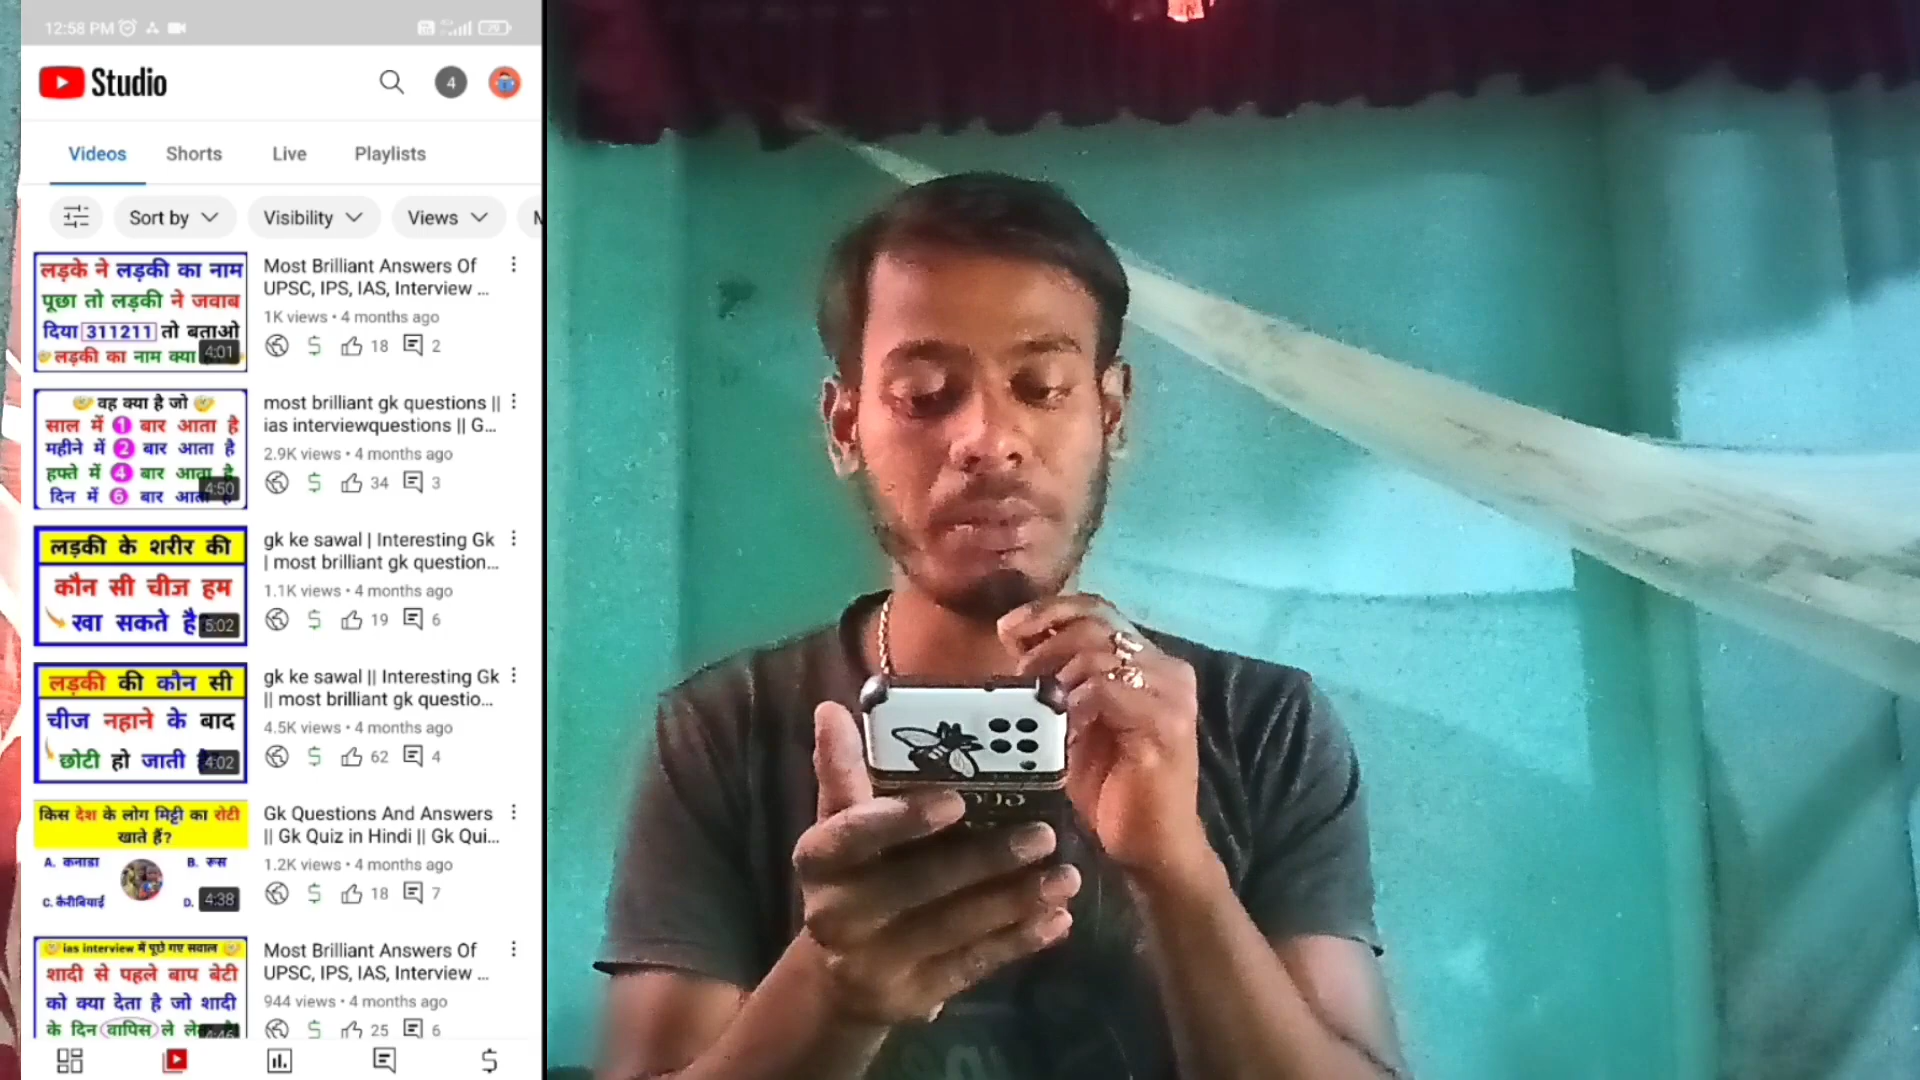 12:58 PM
29
Studio
4
Videos Shorts Live Playlists
Sort by Visibility Views
लड़के ने लड़की का नाम
पूछा तो लड़की ने जवाब
दिया 311211 तो बताओ
लड़की का नाम क्या
4:01
Most Brilliant Answers Of
UPSC, IPS, IAS, Interview ...
1K views • 4 months ago
18 2
वह क्या है जो
साल में 1 बार आता है
महीने में 2 बार आता है
हफ्ते में 4 बार आता है
दिन में 6 बार आता
4:50
most brilliant gk questions ||
ias interviewquestions || G...
2.9K views • 4 months ago
34 3
लड़की के शरीर की
कौन सी चीज हम
खा सकते है
5:02
gk ke sawal | Interesting Gk
| most brilliant gk question...
1.1K views • 4 months ago
19 6
लड़की की कौन सी
चीज नहाने के बाद
छोटी हो जाती
4:02
gk ke sawal || Interesting Gk
|| most brilliant gk questio...
4.5K views • 4 months ago
62 4
किस देश के लोग मिट्टी का रोटी
खाते हैं?
A. कनाडा B. रूस
C. कैरीबियाई D.
4:38
Gk Questions And Answers
|| Gk Quiz in Hindi || Gk Qui...
1.2K views • 4 months ago
18 7
ias interview में पूछे गए सवाल
शादी से पहले बाप बेटी
को क्या देता है जो शादी
के दिन वापिस ले
Most Brilliant Answers Of
UPSC, IPS, IAS, Interview ...
944 views • 4 months ago
25 6